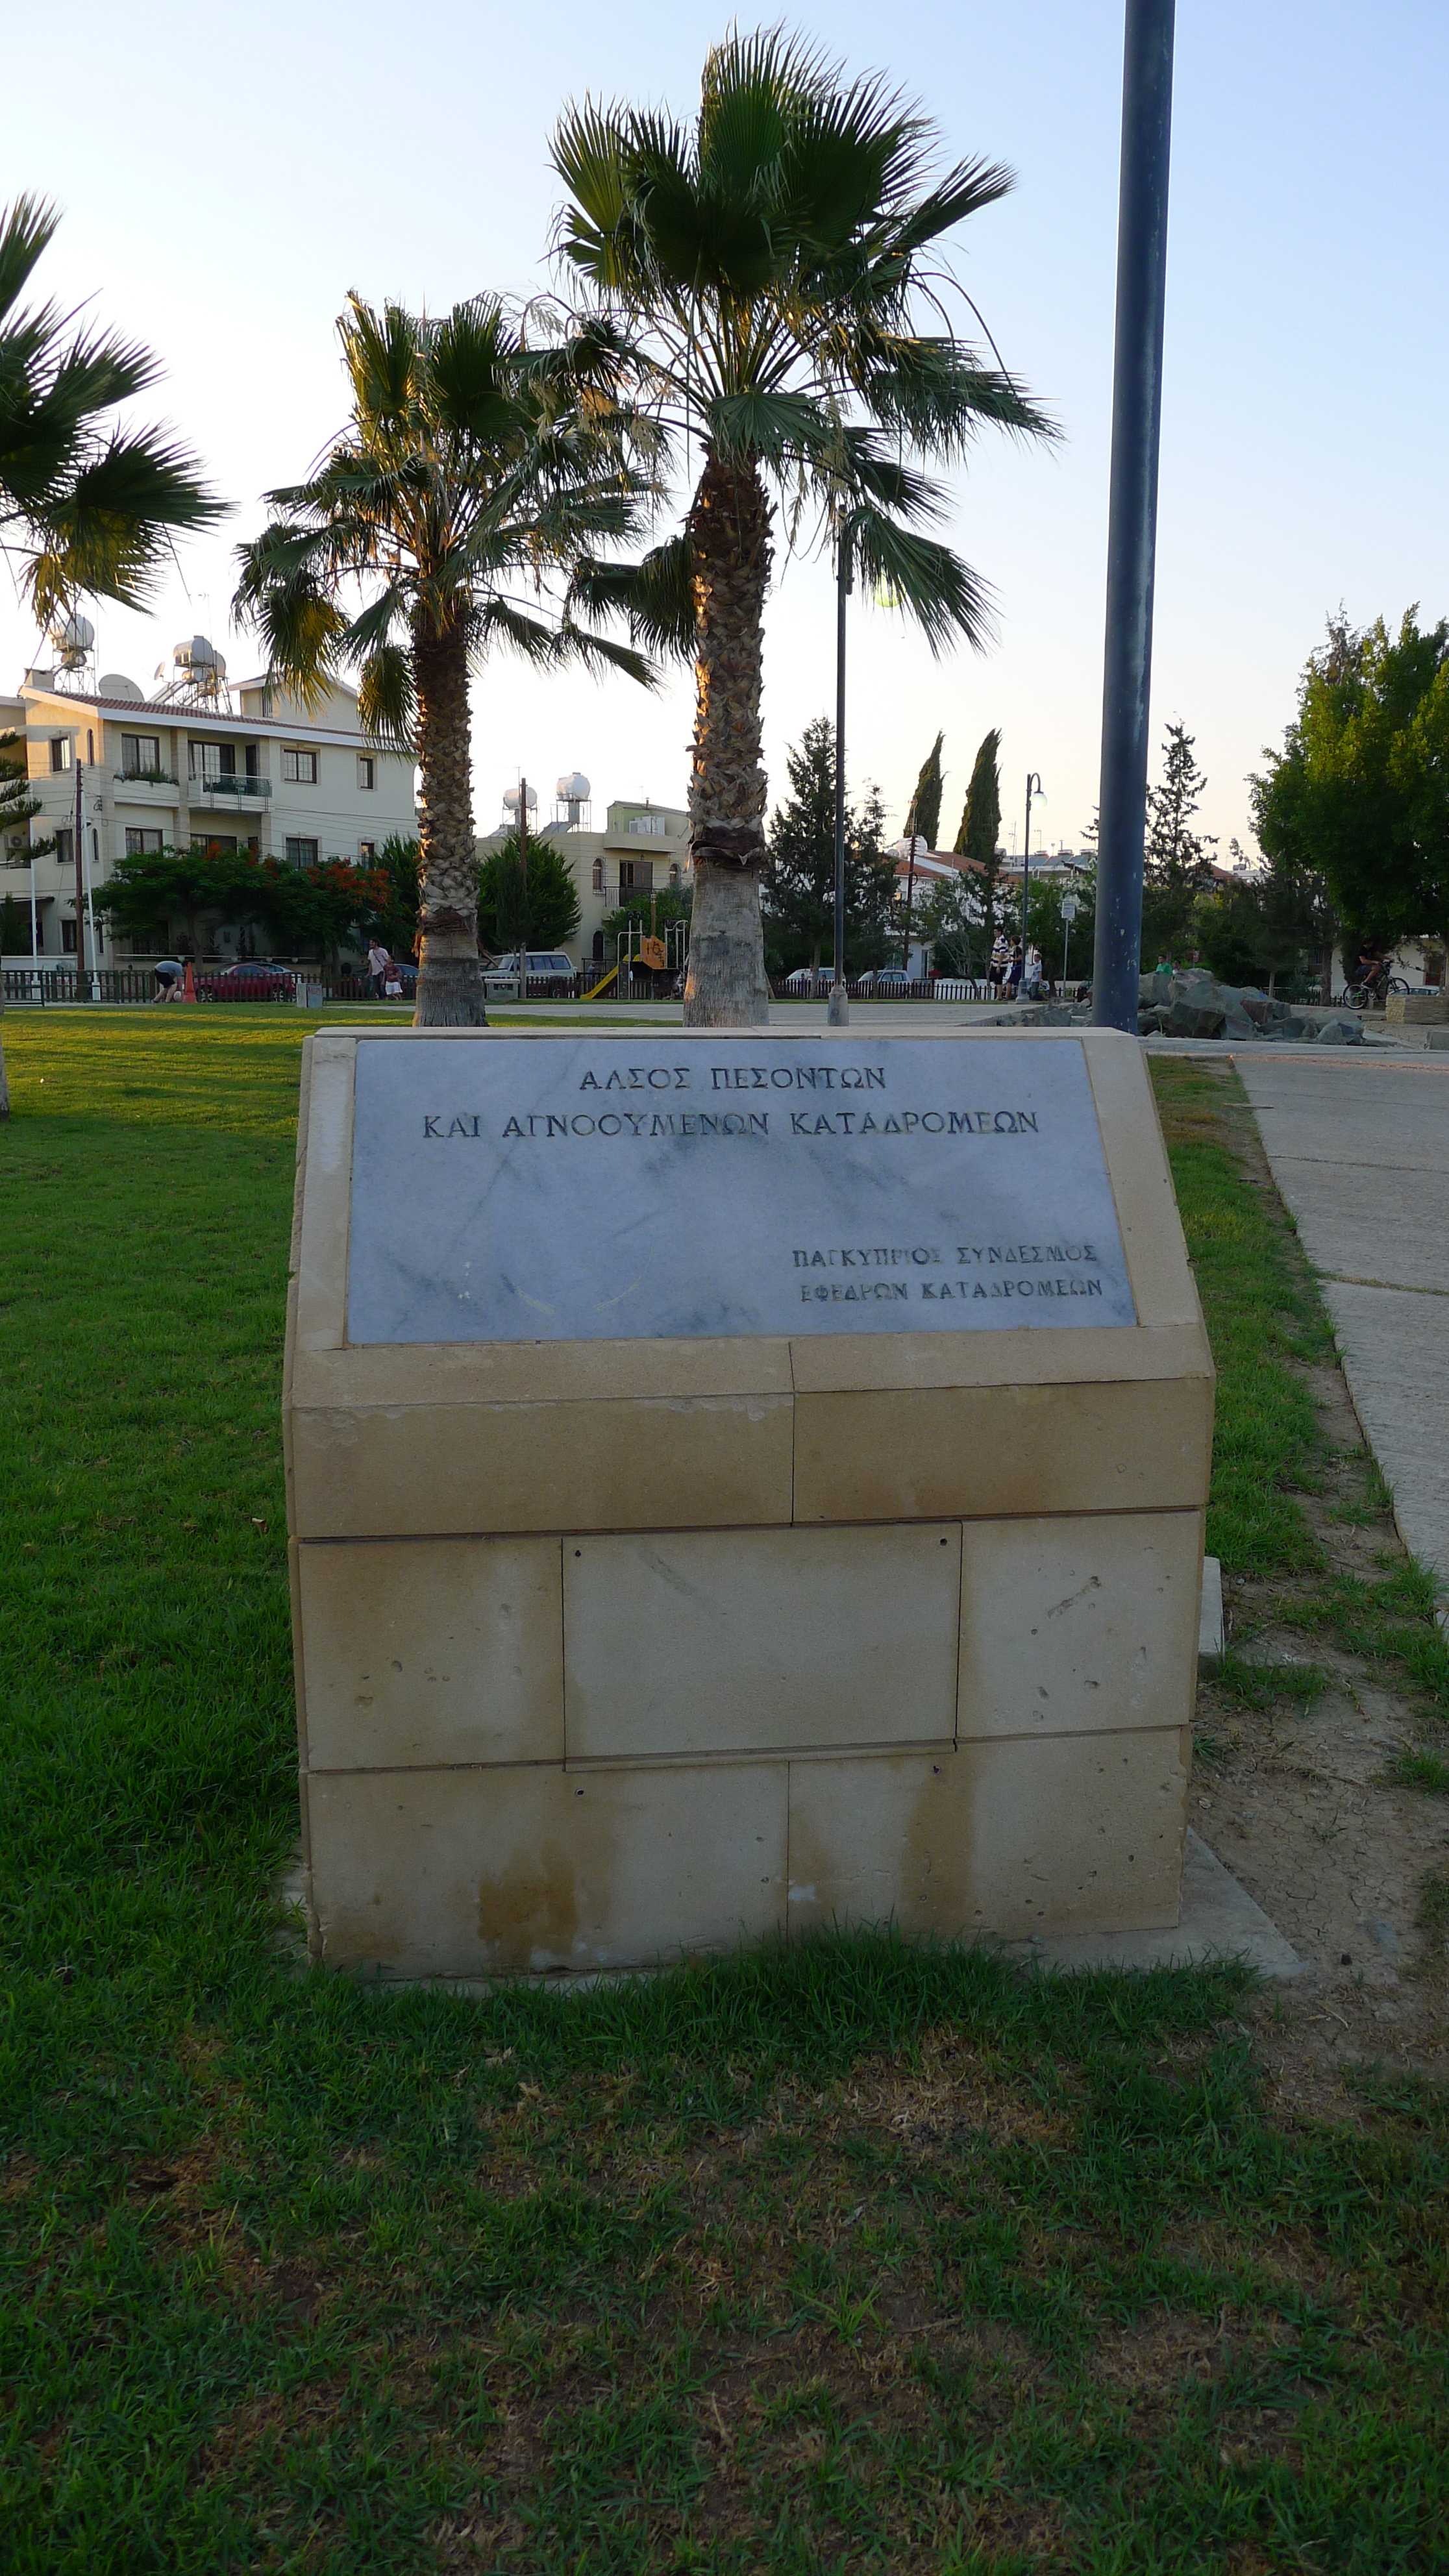 ΑΛΣΟΣ ΠΕΣΟΝΤΩΝ
ΚΑΙ ΑΓΝΟΟΥΜΕΝΩΝ ΚΑΤΑΔΡΟΜΕΩΝ
ΠΑΓΚΥΠΡΙΟΣ ΣΥΝΔΕΣΜΟΣ
ΕΦΕΔΡΩΝ ΚΑΤΑΔΡΟΜΕΩΝ